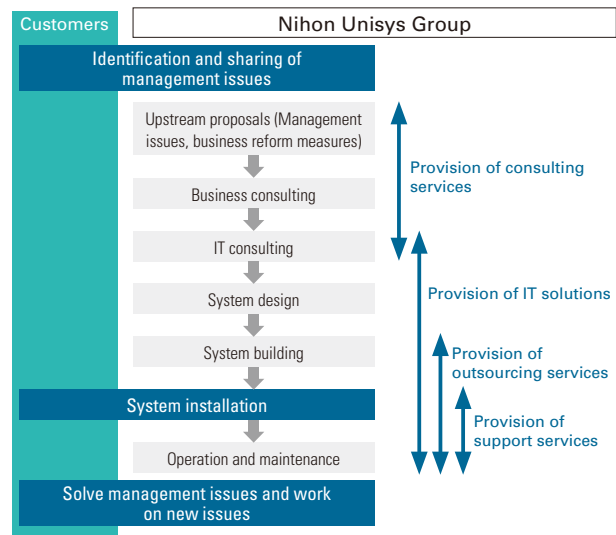 Customers
Nihon Unisys Group
Identification and sharing of
management issues
Upstream proposals (Management
issues, business reform measures)
Provision of consulting
services
Business consulting
IT consulting
System design
Provision of IT solutions
System building
Provision of
outsourcing services
System installation
Provision of
support services
Operation and maintenance
Solve management issues and work
on new issues